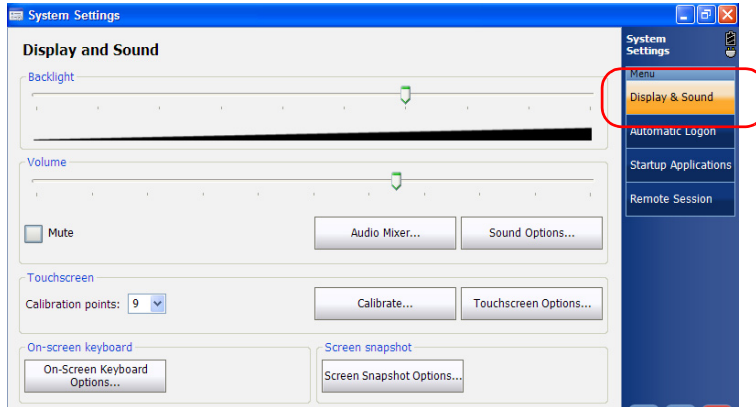 System Settings
Display and Sound
Backlight
Volume
Mute
Audio Mixer...
Sound Options...
Touchscreen
Calibration points: 9
Calibrate...
Touchscreen Options...
On-screen keyboard
On-Screen Keyboard
Options...
Screen snapshot
Screen Snapshot Options...
System
Settings
Menu
Display & Sound
Automatic Logon
Startup Applications
Remote Session